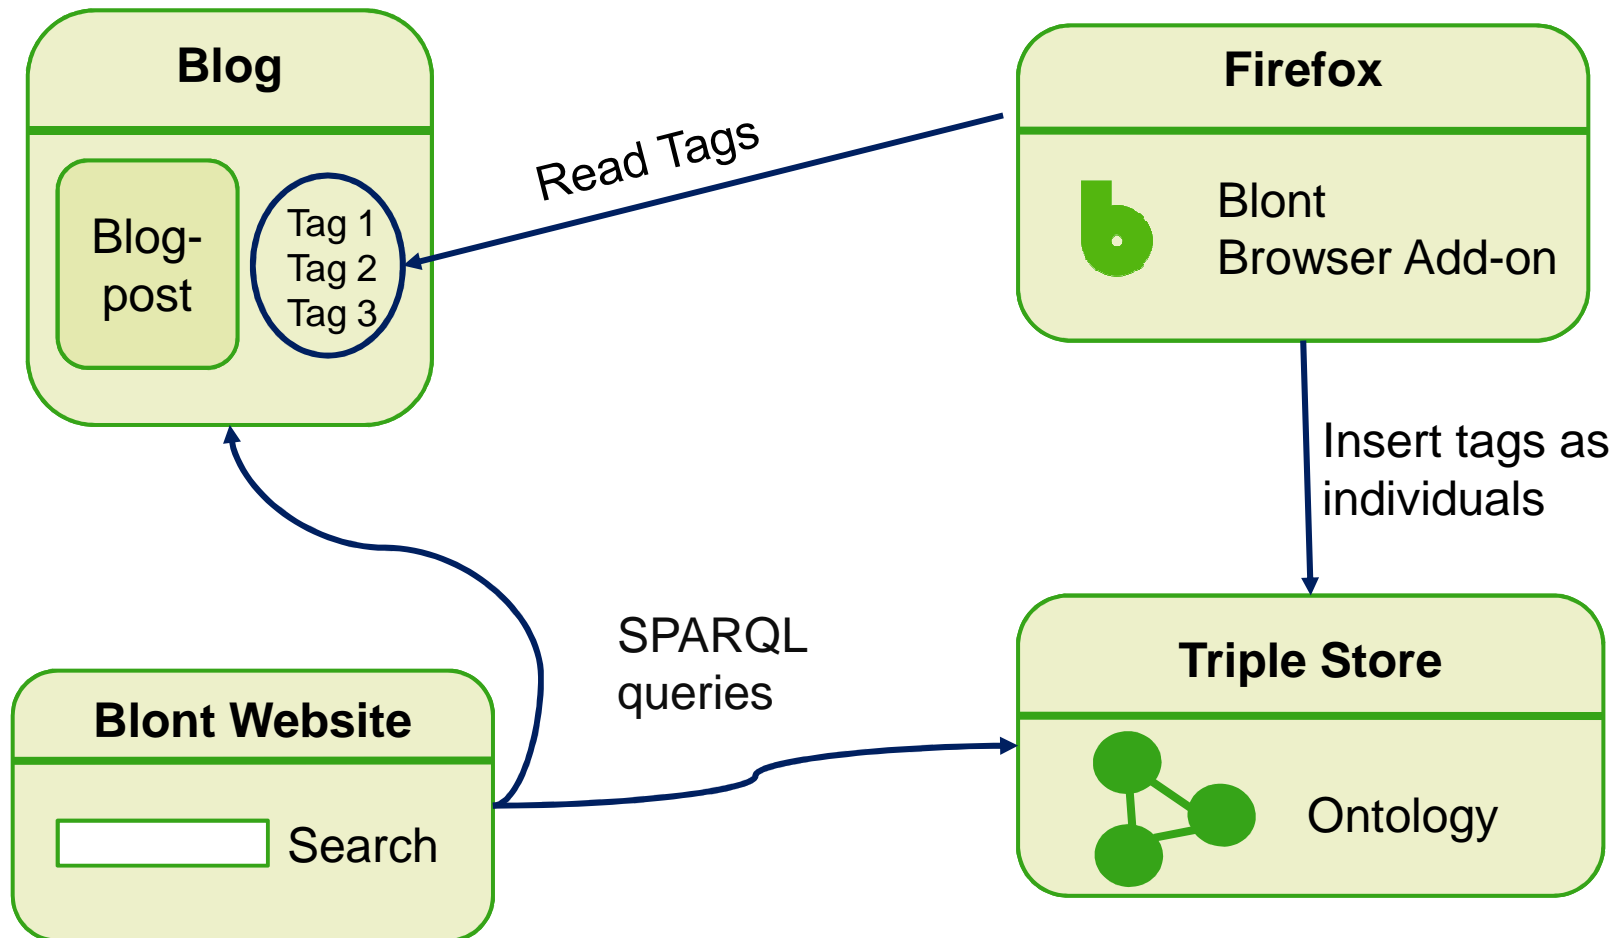 Blog
Blog-
post
Tag 1
Tag 2
Tag 3
Read Tags
Firefox
Blont
Browser Add-on
Insert tags as
individuals
SPARQL
queries
Blont Website
Search
Triple Store
Ontology